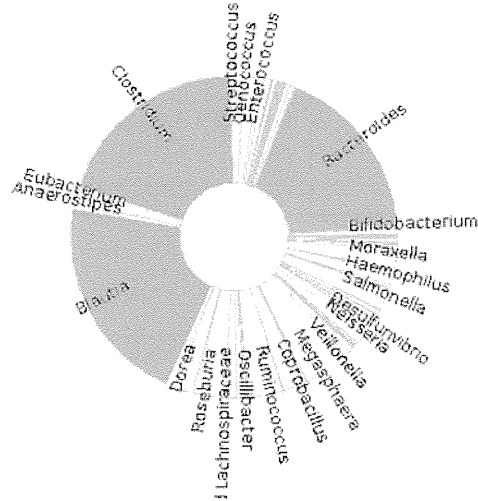 Streptococcus
Enterococcus
Bacteroides
Bifidobacterium
Moraxella
Haemophilus
Salmonella
Desulfunvibrio
Neisseria
Veillonella
Megasphaera
Coprobacillus
Ruminococcus
Oscillibacter
d Lachnospiraceae
Roseburia
Dorea
Blautia
Anaerostipes
Eubacterium
Clostridium